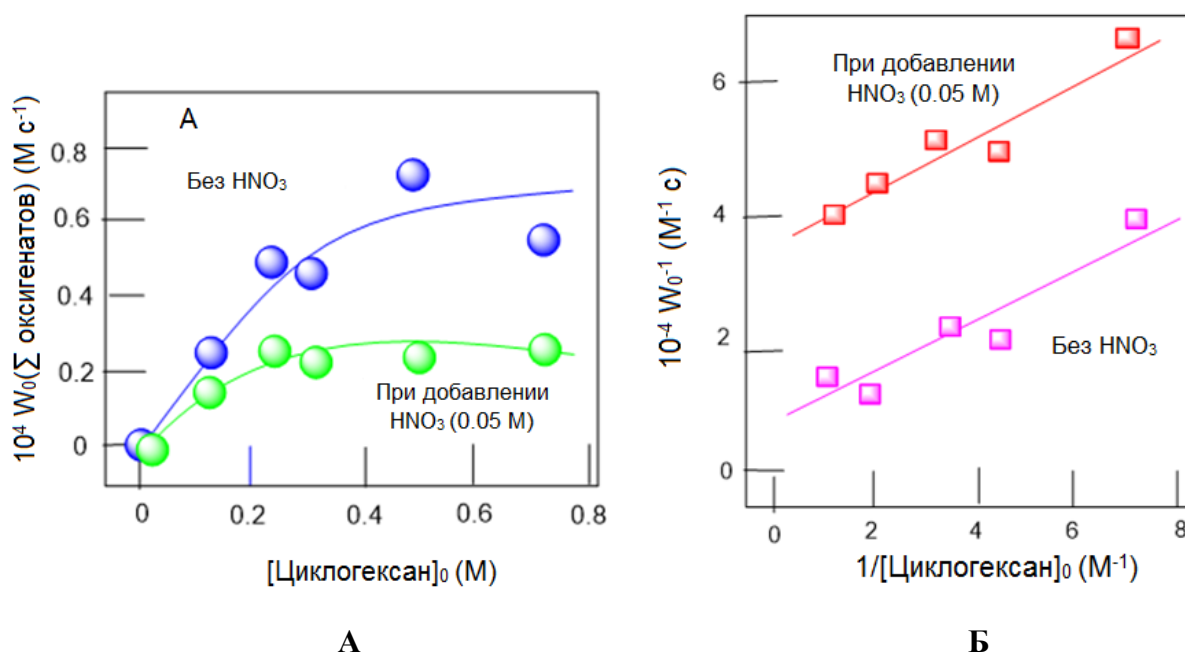 А
Без HNO₃
При добавлении
HNO₃ (0.05 М)
10⁴ W₀(∑ оксигенатов) (М с⁻¹)
0.8
0.6
0.4
0.2
0
0 0.2 0.4 0.6 0.8
[Циклогексан]₀ (М)
А
При добавлении
HNO₃ (0.05 М)
Без HNO₃
10⁻⁴ W₀⁻¹ (М⁻¹ с)
6
4
2
0
0 2 4 6 8
1/[Циклогексан]₀ (М⁻¹)
Б